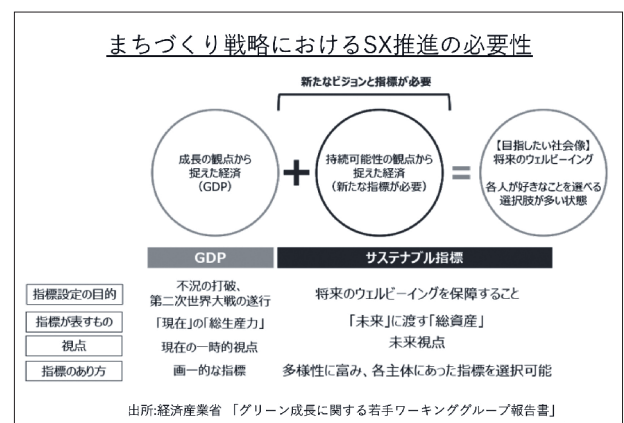 まちづくり戦略におけるSX推進の必要性
新たなビジョンと指標が必要
成長の観点から
捉えた経済
（GDP）
+
持続可能性の観点から
捉えた経済
（新たな指標が必要）
=
【目指したい社会像】
将来のウェルビーイング
各人が好きなことを選べる
選択肢が多い状態
GDP
サステナブル指標
指標設定の目的
不況の打破、
第二次世界大戦の遂行
将来のウェルビーイングを保障すること
指標が表すもの
「現在」の「総生産力」
「未来」に渡す「総資産」
視点
現在の一時的視点
未来視点
指標のあり方
画一的な指標
多様性に富み、各主体にあった指標を選択可能
出所:経済産業省 「グリーン成長に関する若手ワーキンググループ報告書」